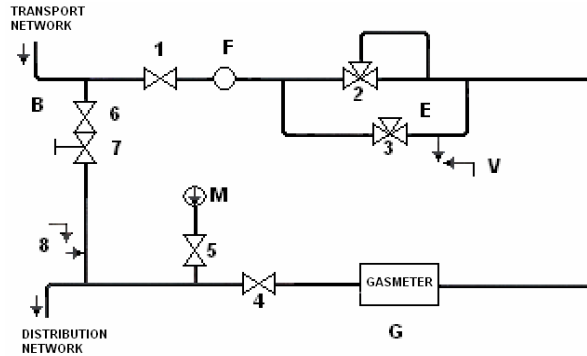 TRANSPORT
NETWORK
1
F
2
B
6
E
7
3
V
M
8
5
GASMETER
4
G
DISTRIBUTION
NETWORK